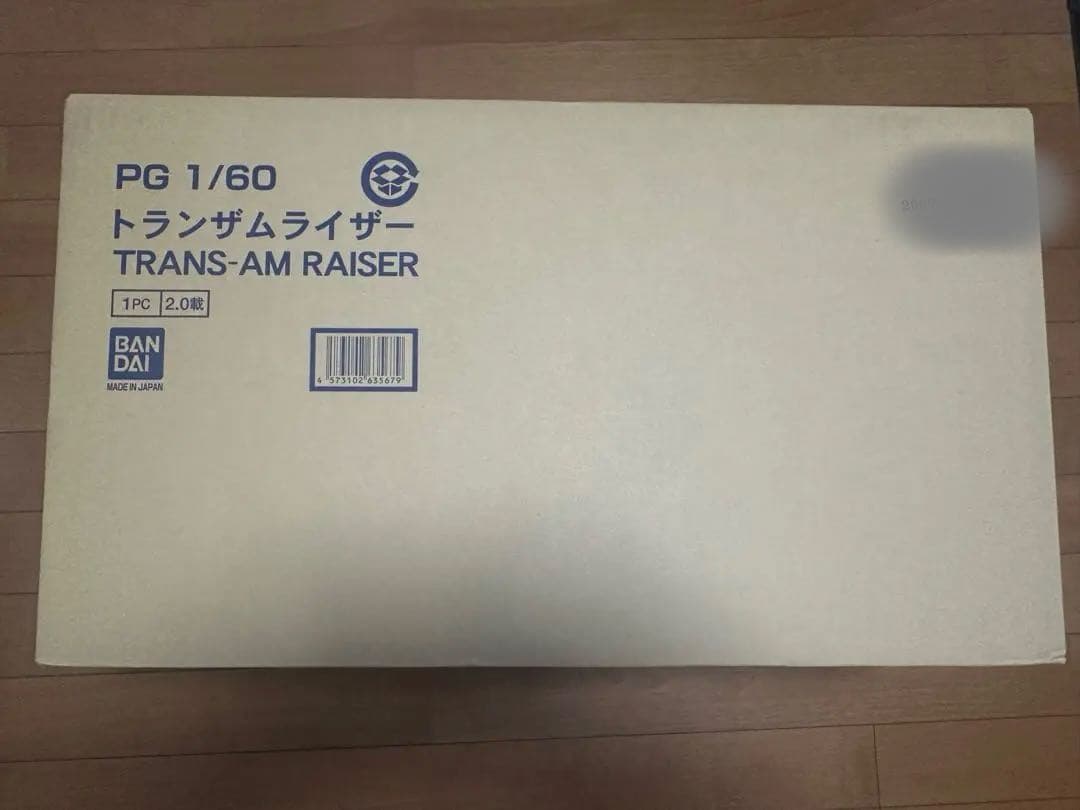 PG 1/60
トランザムライザー
TRANS-AM RAISER
1PC 2.0載
BAN
DAI
MADE IN JAPAN
4 573102 635679